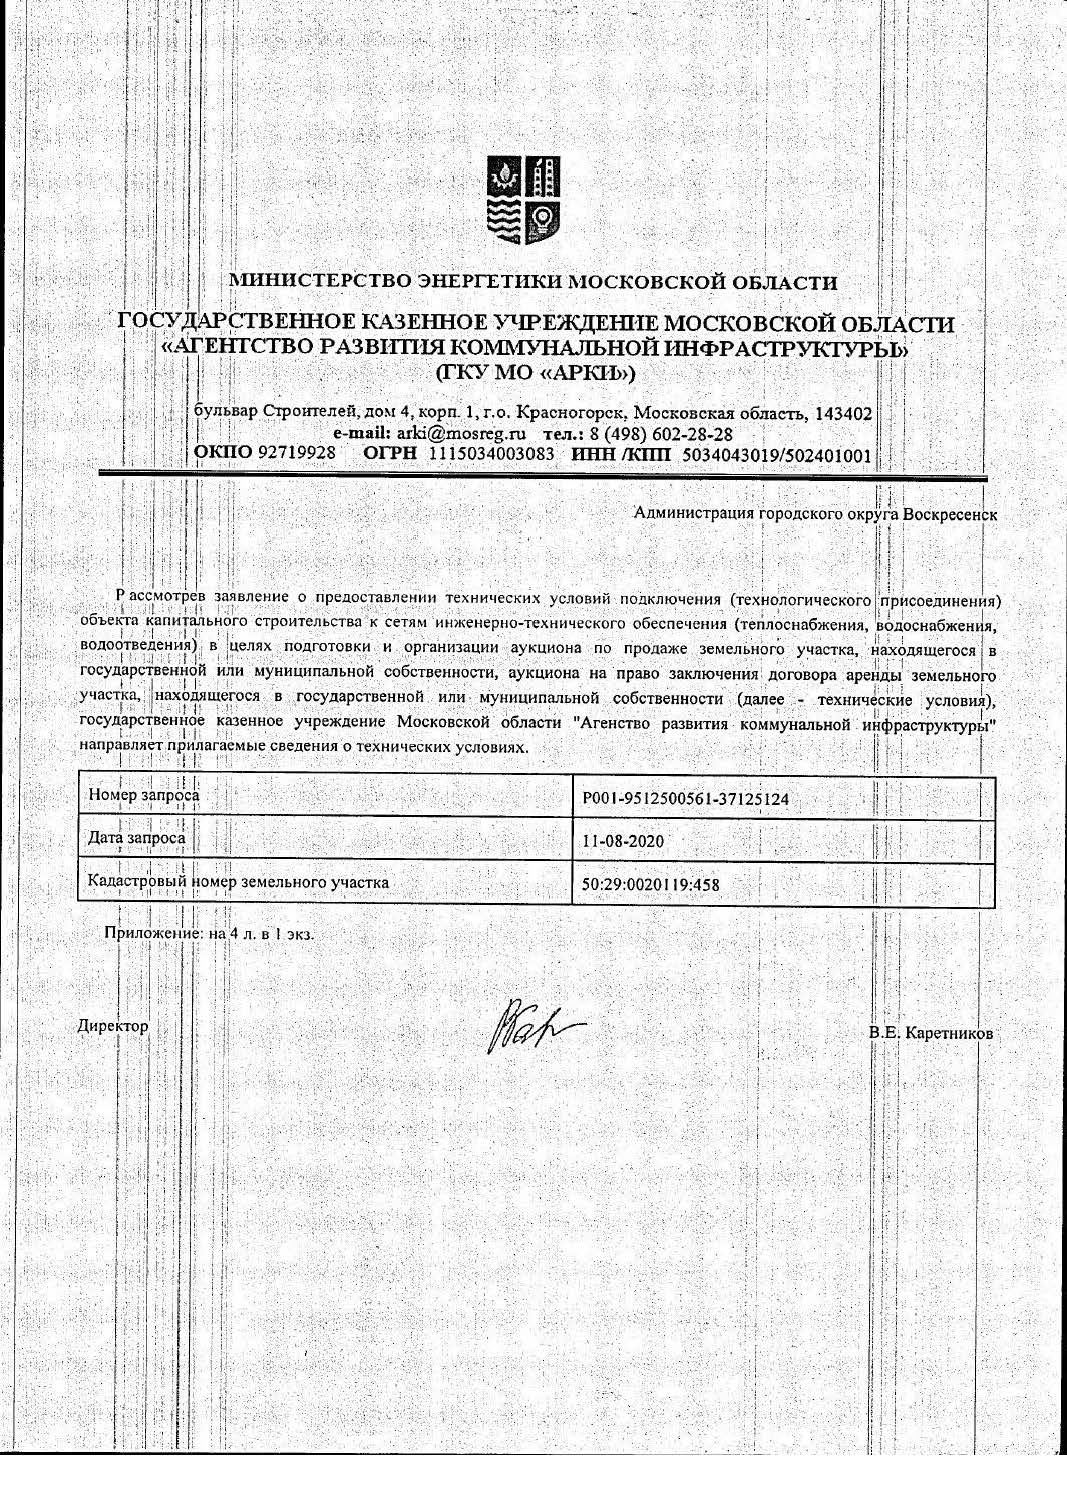 МИНИСТЕРСТВО ЭНЕРГЕТИКИ МОСКОВСКОЙ ОБЛАСТИ
ГОСУДАРСТВЕННОЕ КАЗЕННОЕ УЧРЕЖДЕНИЕ МОСКОВСКОЙ ОБЛАСТИ
«АГЕНТСТВО РАЗВИТИЯ КОММУНАЛЬНОЙ ИНФРАСТРУКТУРЫ»
(ГКУ МО «АРКИ»)
бульвар Строителей, дом 4, корп. 1, г.о. Красногорск, Московская область, 143402
e-mail: arki@mosreg.ru тел.: 8 (498) 602-28-28
ОКПО 92719928 ОГРН 1115034003083 ИНН /КПП 5034043019/502401001
Администрация городского округа Воскресенск
Рассмотрев заявление о предоставлении технических условий подключения (технологического присоединения)
объекта капитального строительства к сетям инженерно-технического обеспечения (теплоснабжения, водоснабжения,
водоотведения) в целях подготовки и организации аукциона по продаже земельного участка, находящегося в
государственной или муниципальной собственности, аукциона на право заключения договора аренды земельного
участка, находящегося в государственной или муниципальной собственности (далее - технические условия),
государственное казенное учреждение Московской области "Агенство развития коммунальной инфраструктуры"
направляет прилагаемые сведения о технических условиях.
Номер запроса P001-9512500561-37125124
Дата запроса 11-08-2020
Кадастровый номер земельного участка 50:29:0020119:458
Приложение: на 4 л. в 1 экз.
Директор В.Е. Каретников